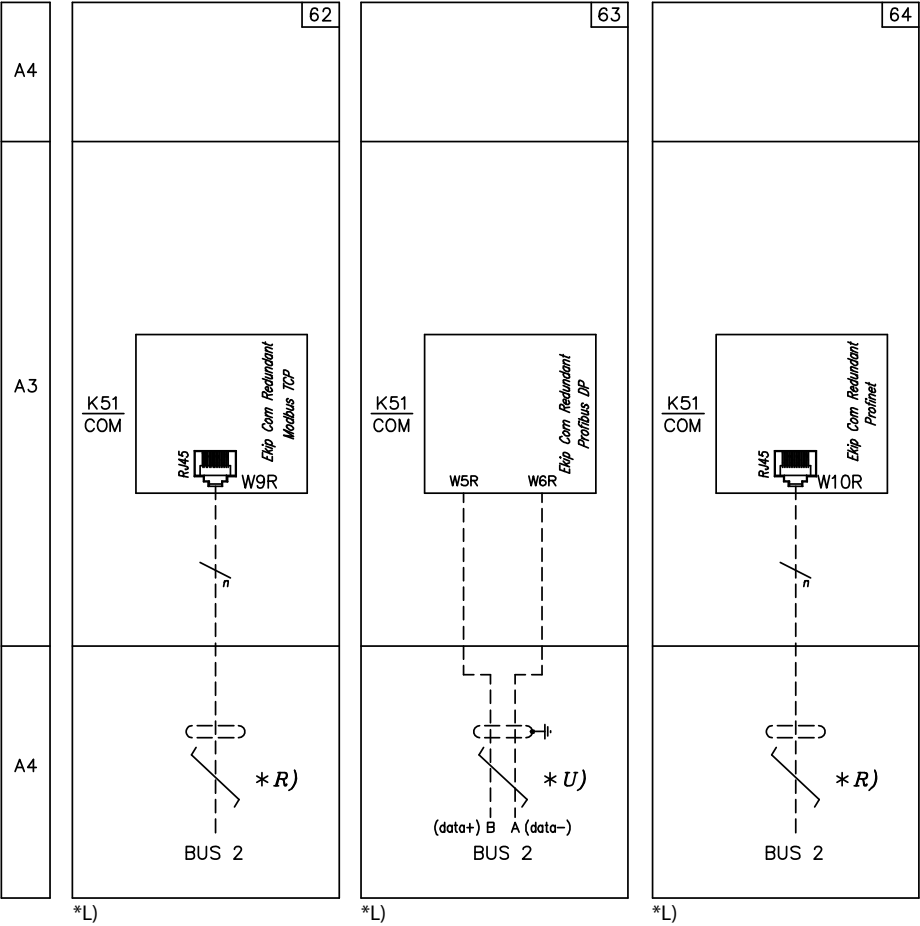 62
63
64
A4
A3
K51
COM
Ekip Com Redundant
Modbus TCP
RJ45
W9R
n
K51
COM
Ekip Com Redundant
Profibus DP
W5R
W6R
K51
COM
Ekip Com Redundant
Profinet
RJ45
W10R
n
A4
*R)
BUS 2
*U)
(data+) B A (data-)
BUS 2
*R)
BUS 2
*L)
*L)
*L)